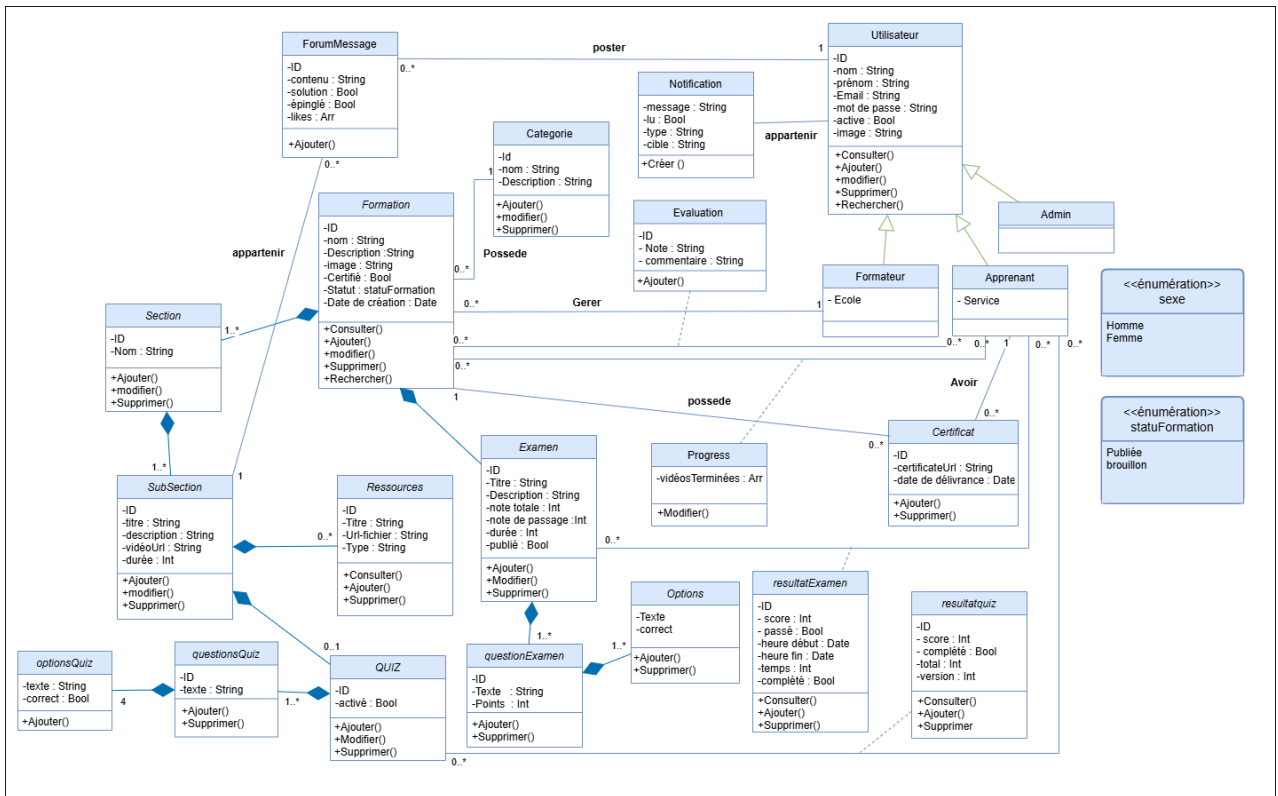 ForumMessage
-ID
-contenu : String
-solution : Bool
-épinglé : Bool
-likes : Arr
+Ajouter()
0..*
poster
1
0..*
Utilisateur
-ID
-nom : String
-prénom : String
-Email : String
-mot de passe : String
-active : Bool
-image : String
+Consulter()
+Ajouter()
+modifier()
+Supprimer()
+Rechercher()
Notification
-message : String
-lu : Bool
-type : String
-cible : String
+Créer ()
appartenir
Categorie
-Id
-nom : String
-Description : String
+Ajouter()
+modifier()
+Supprimer()
1
Possede
0..*
Formation
-ID
-nom : String
-Description :String
-image : String
-Certifié : Bool
-Statut : statuFormation
-Date de création : Date
+Consulter()
+Ajouter()
+modifier()
+Supprimer()
+Rechercher()
Evaluation
-ID
- Note : String
- commentaire : String
+Ajouter()
Admin
Formateur
- Ecole
Apprenant
- Service
<<énumération>>
sexe
Homme
Femme
appartenir
0..*
Gerer
1
Section
-ID
-Nom : String
+Ajouter()
+modifier()
+Supprimer()
1..*
0..*
0..*
0..*
0..*
1
0..*
0..*
Avoir
1
possede
0..*
0..*
<<énumération>>
statuFormation
Publiée
brouillon
Certificat
-ID
-certificateUrl : String
-date de délivrance : Date
+Ajouter()
+Supprimer()
1..*
1
SubSection
-ID
-titre : String
-description : String
-vidéoUrl : String
-durée : Int
+Ajouter()
+modifier()
+Supprimer()
Ressources
-ID
-Titre : String
-Url-fichier : String
-Type : String
+Consulter()
+Ajouter()
+Supprimer()
0..*
Examen
-ID
-Titre : String
-Description : String
-note totale : Int
-note de passage :Int
-durée : Int
-publié : Bool
+Ajouter()
+Modifier()
+Supprimer()
0..*
Progress
-vidéosTerminées : Arr
+Modifier()
1..*
Options
-Texte
-correct
+Ajouter()
+Supprimer()
1..*
resultatExamen
-ID
- score : Int
- passé : Bool
-heure début : Date
-heure fin : Date
-temps : Int
-complété : Bool
+Consulter()
+Ajouter()
+Supprimer()
resultatquiz
-ID
- score : Int
- complété : Bool
-total : Int
-version : Int
+Consulter()
+Ajouter()
+Supprimer
optionsQuiz
-texte : String
-correct : Bool
+Ajouter()
4
questionsQuiz
-ID
-texte : String
+Ajouter()
+Supprimer()
1..*
0..1
QUIZ
-ID
-activé : Bool
+Ajouter()
+Modifier()
+Supprimer()
0..*
questionExamen
-ID
-Texte : String
-Points : Int
+Ajouter()
+Supprimer()